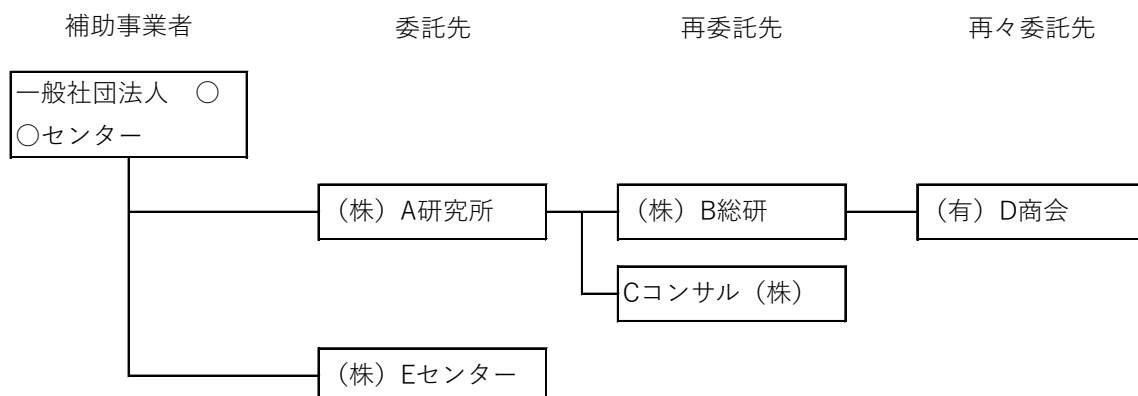 補助事業者　委託先　再委託先　再々委託先
一般社団法人　○
○センター
（株）A研究所　（株）B総研　（有）D商会
Cコンサル（株）
（株）Eセンター